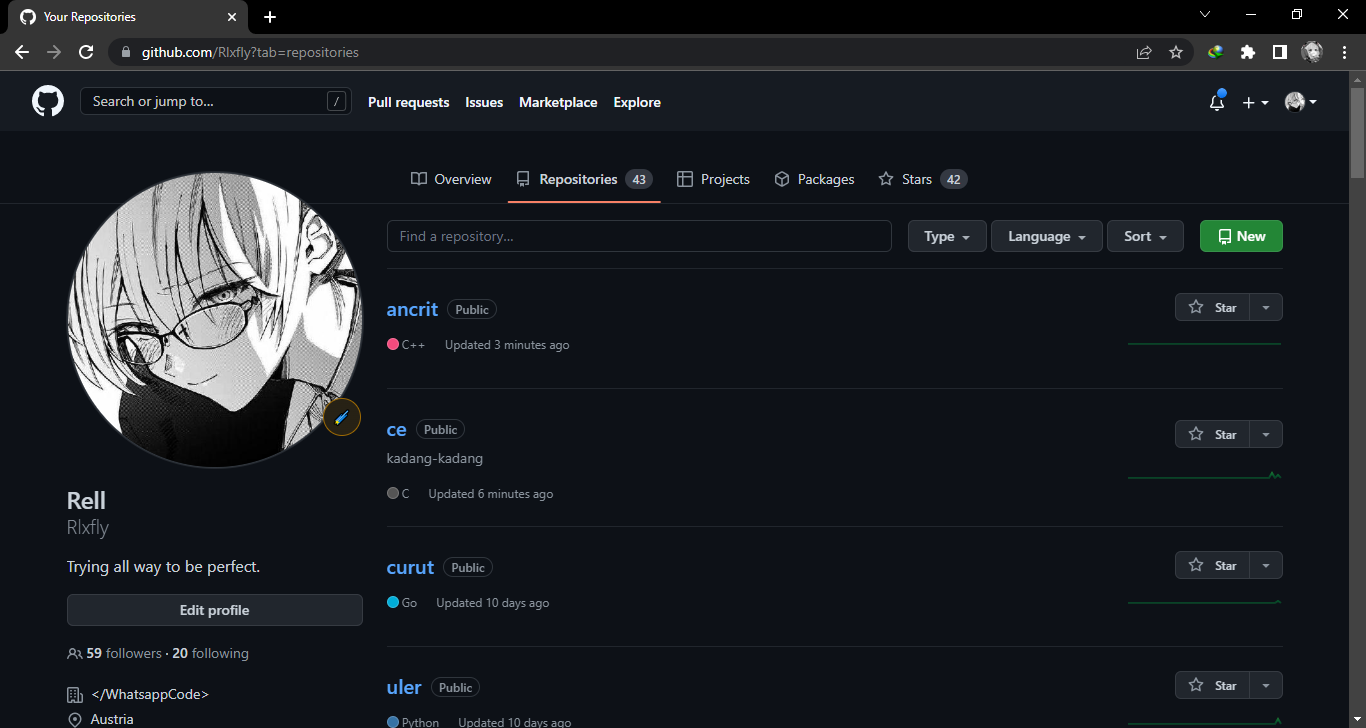 Your Repositories
github.com/Rlxfly?tab=repositories
Search or jump to... / Pull requests Issues Marketplace Explore
Overview Repositories 43 Projects Packages Stars 42
Find a repository... Type Language Sort New
ancrit Public Star
C++ Updated 3 minutes ago
ce Public Star
kadang-kadang
C Updated 6 minutes ago
curut Public Star
Go Updated 10 days ago
uler Public Star
Python Updated 10 days ago
Rell
Rlxfly
Trying all way to be perfect.
Edit profile
59 followers · 20 following
</WhatsappCode>
Austria